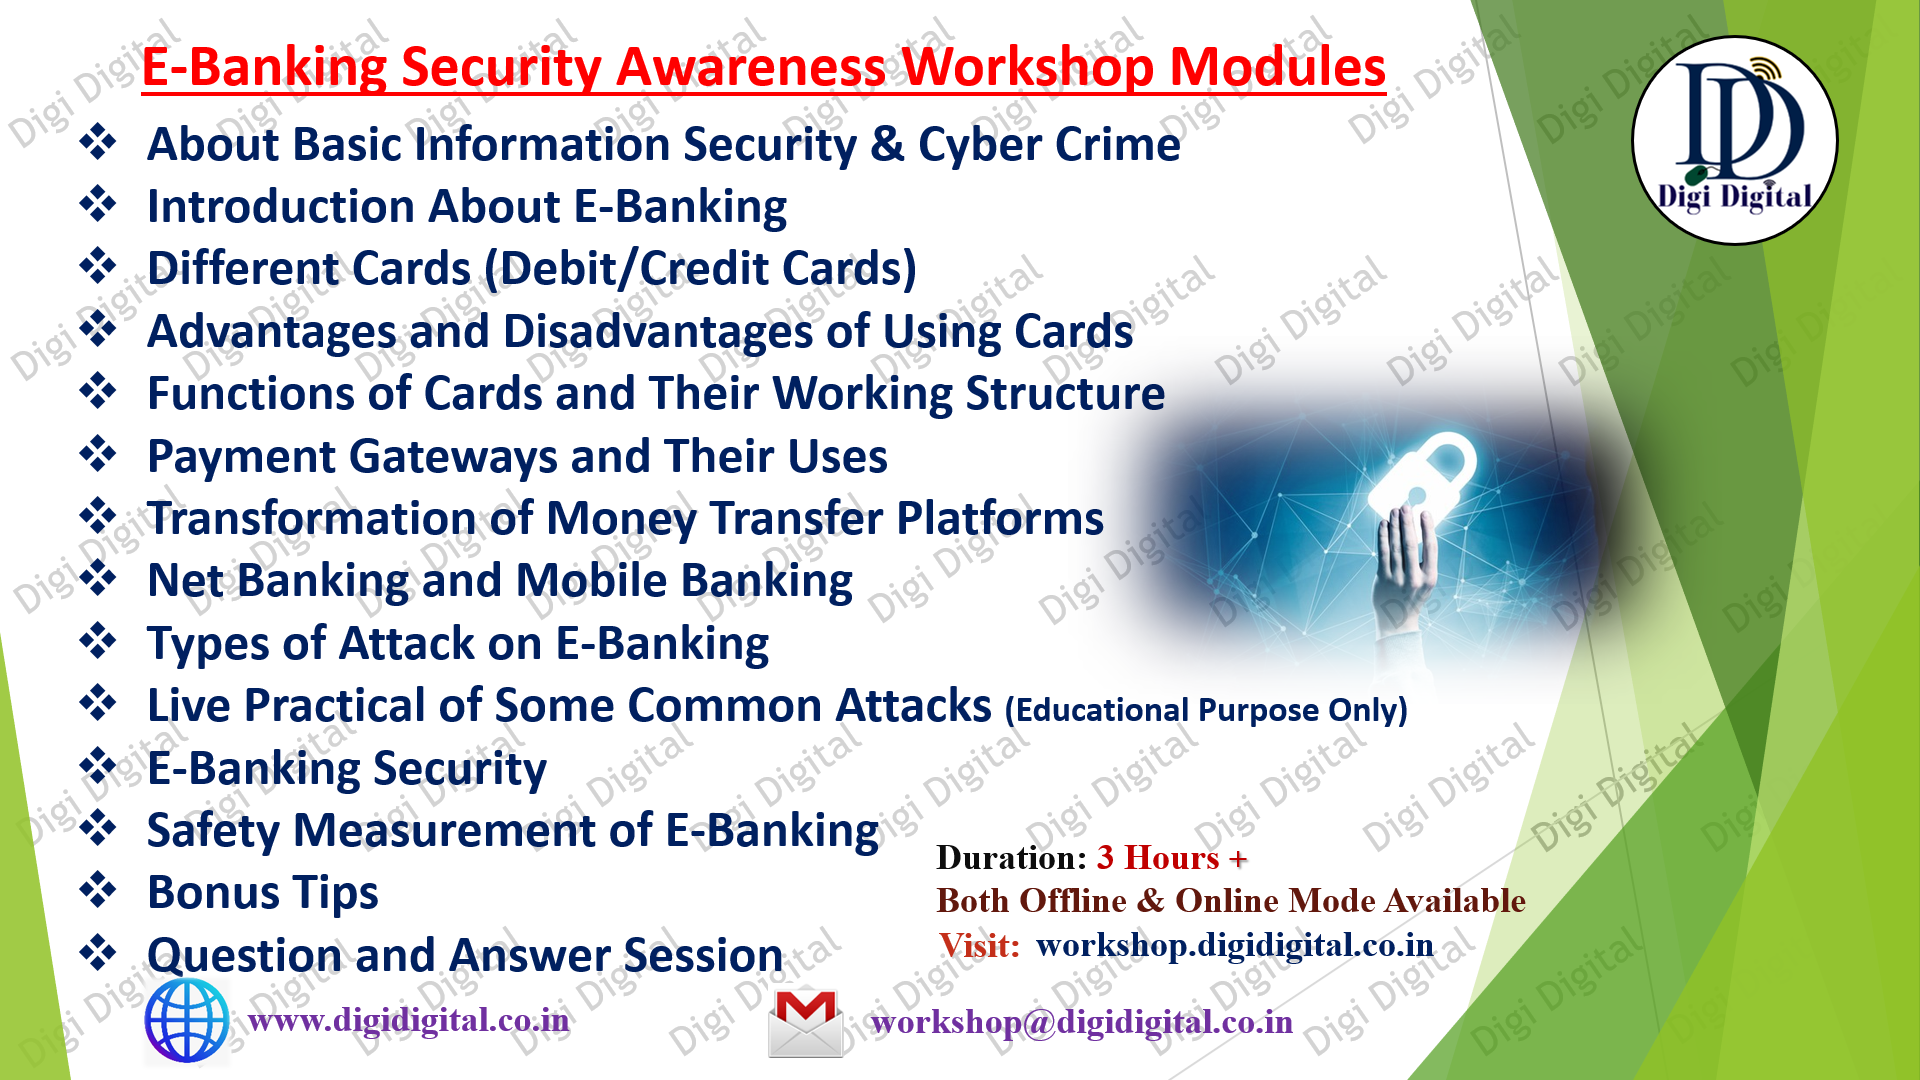 E-Banking Security Awareness Workshop Modules
❖ About Basic Information Security & Cyber Crime
❖ Introduction About E-Banking
❖ Different Cards (Debit/Credit Cards)
❖ Advantages and Disadvantages of Using Cards
❖ Functions of Cards and Their Working Structure
❖ Payment Gateways and Their Uses
❖ Transformation of Money Transfer Platforms
❖ Net Banking and Mobile Banking
❖ Types of Attack on E-Banking
❖ Live Practical of Some Common Attacks (Educational Purpose Only)
❖ E-Banking Security
❖ Safety Measurement of E-Banking
❖ Bonus Tips
❖ Question and Answer Session
DD
Digi Digital
Duration: 3 Hours +
Both Offline & Online Mode Available
Visit: workshop.digidigital.co.in
www.digidigital.co.in
workshop@digidigital.co.in
Digi Digital